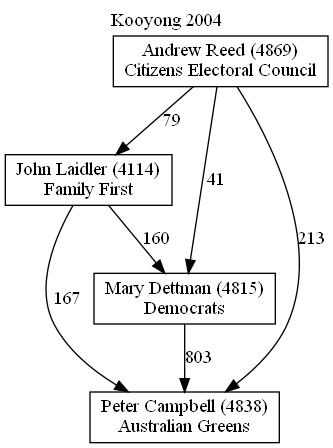 Kooyong 2004
Andrew Reed (4869)
Citizens Electoral Council
79
John Laidler (4114)
Family First
41
213
160
Mary Dettman (4815)
Democrats
167
803
Peter Campbell (4838)
Australian Greens